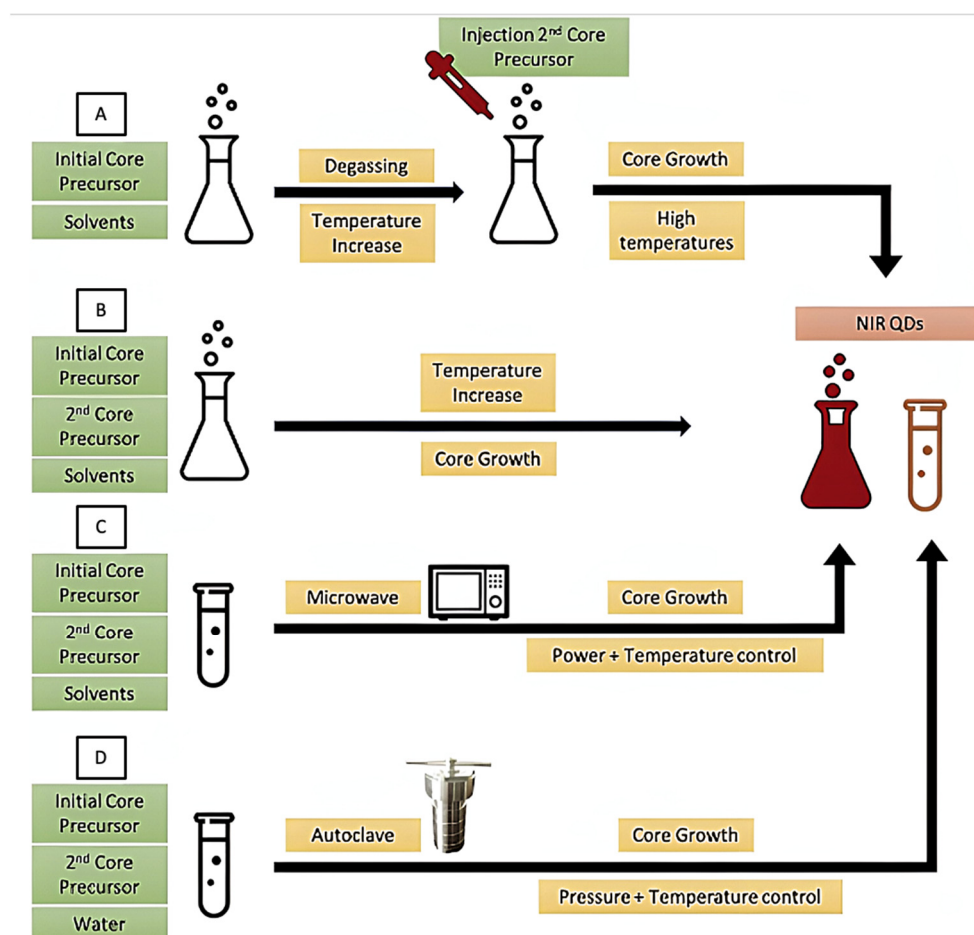 Injection 2nd Core
Precursor
A
Initial Core
Precursor
Solvents
Degassing
Temperature
Increase
Core Growth
High
temperatures
B
Initial Core
Precursor
2nd Core
Precursor
Solvents
Temperature
Increase
Core Growth
NIR QDs
C
Initial Core
Precursor
2nd Core
Precursor
Solvents
Microwave
Core Growth
Power + Temperature control
D
Initial Core
Precursor
2nd Core
Precursor
Water
Autoclave
Core Growth
Pressure + Temperature control